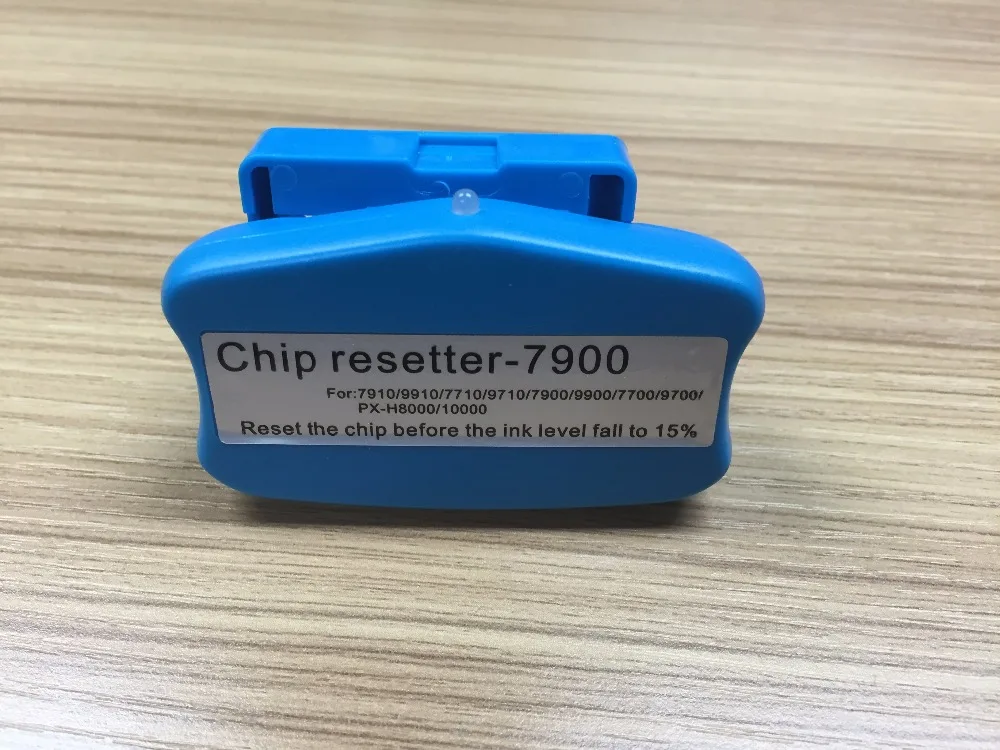 Chip resetter-7900
For:7910/9910/7710/9710/7900/9900/7700/9700/
PX-H8000/10000
Reset the chip before the ink level fall to 15%